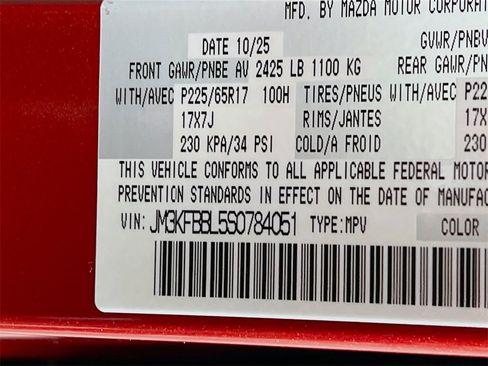 MFD. BY MAZDA MOTOR CORPORAT
DATE 10/25 GVWR/PNBV
FRONT GAWR/PNBE AV 2425 LB 1100 KG REAR GAWR/
WITH/AVEC P225/65R17 100H TIRES/PNEUS WITH/AVEC P22
17X7J RIMS/JANTES 17X
230 KPA/34 PSI COLD/A FROID 230
THIS VEHICLE CONFORMS TO ALL APPLICABLE FEDERAL MOTOR
PREVENTION STANDARDS IN EFFECT ON THE DATE OF MANUFAC
VIN: JM3KFBBL5S0784051 TYPE:MPV COLOR